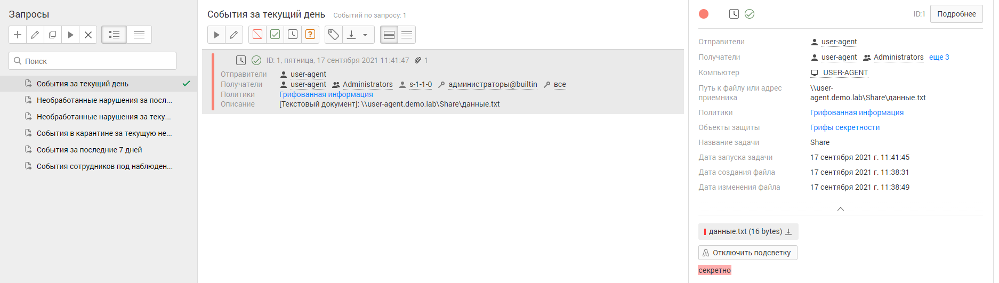 Запросы
Поиск
События за текущий день
Необработанные нарушения за посл...
Необработанные нарушения за теку...
События в карантине за текущую не...
События за последние 7 дней
События сотрудников под наблюден...
События за текущий день Событий по запросу: 1
ID: 1, пятница, 17 сентября 2021 11:41:47 1
Отправители user-agent
Получатели user-agent Administrators s-1-1-0 администраторы@builtin все
Политики Грифованная информация
Описание [Текстовый документ]: \\user-agent.demo.lab\Share\данные.txt
ID:1 Подробнее
Отправители user-agent
Получатели user-agent Administrators еще 3
Компьютер USER-AGENT
Путь к файлу или адрес \\user-
приемника agent.demo.lab\Share\данные.txt
Политики Грифованная информация
Объекты защиты Грифы секретности
Название задачи Share
Дата запуска задачи 17 сентября 2021 г. 11:41:45
Дата создания файла 17 сентября 2021 г. 11:38:31
Дата изменения файла 17 сентября 2021 г. 11:38:49
данные.txt (16 bytes)
Отключить подсветку
секретно